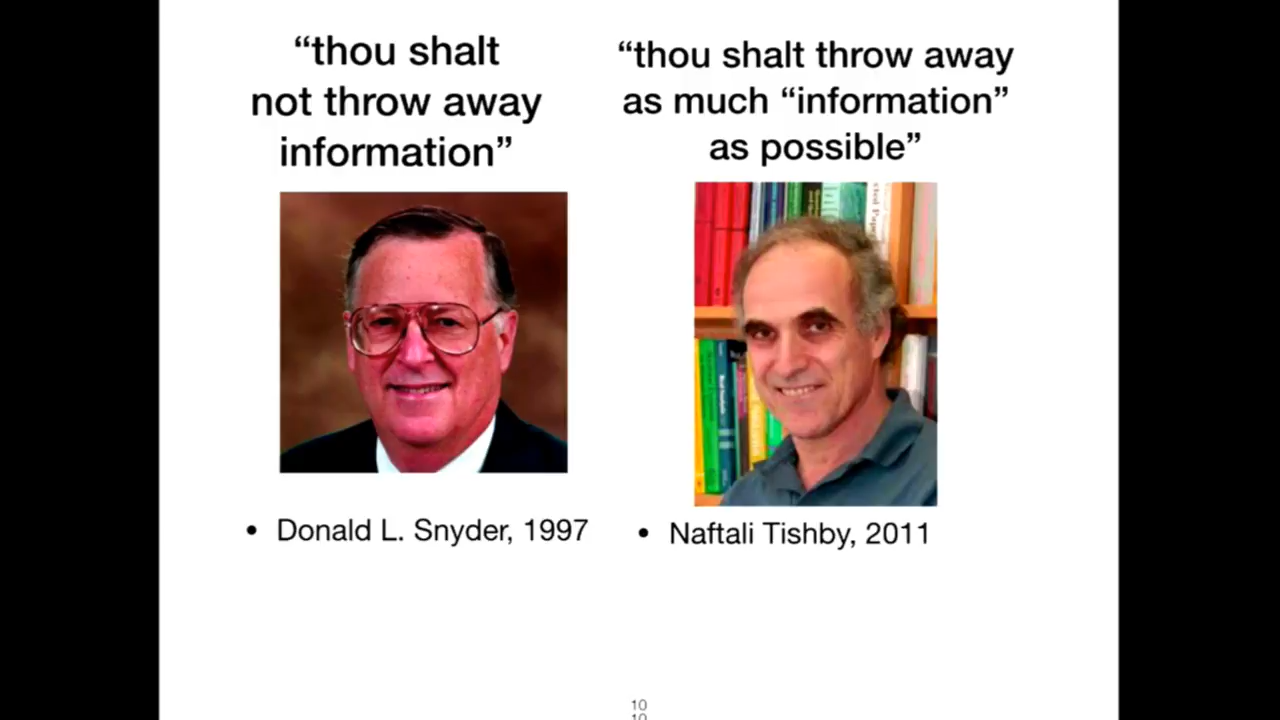 “thou shalt
not throw away
information”
“thou shalt throw away
as much “information”
as possible”
• Donald L. Snyder, 1997
• Naftali Tishby, 2011
10
10